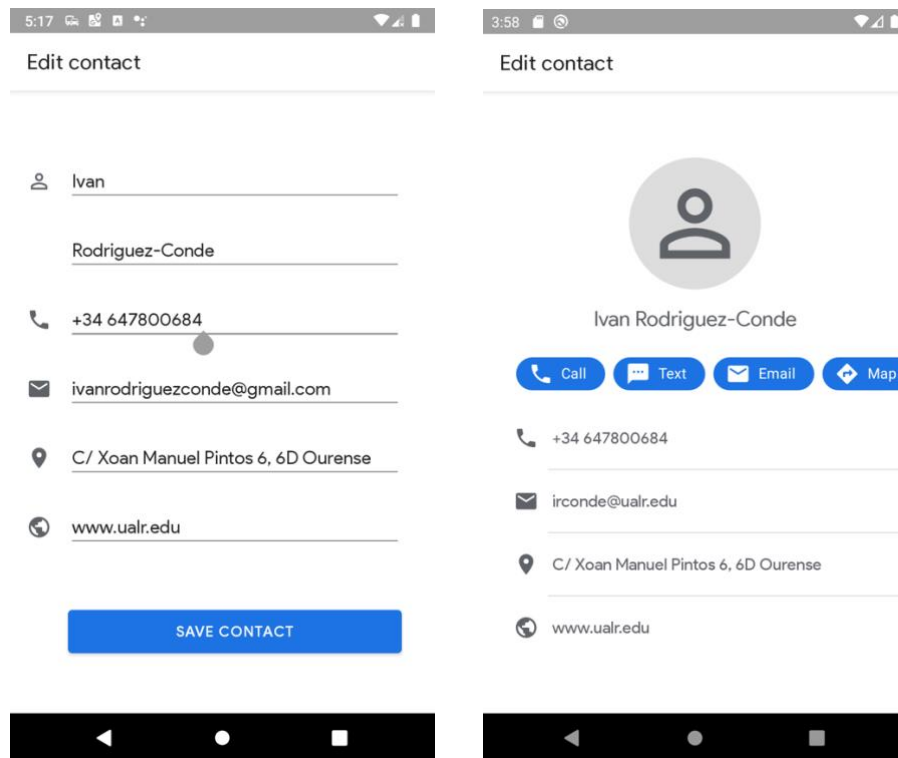 5:17
Edit contact
Ivan
Rodriguez-Conde
+34 647800684
ivanrodriguezconde@gmail.com
C/ Xoan Manuel Pintos 6, 6D Ourense
www.ualr.edu
SAVE CONTACT
3:58
Edit contact
Ivan Rodriguez-Conde
Call Text Email Map
+34 647800684
irconde@ualr.edu
C/ Xoan Manuel Pintos 6, 6D Ourense
www.ualr.edu